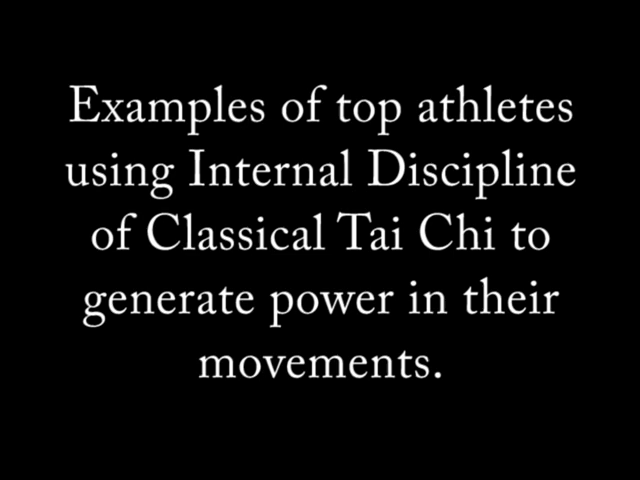 Examples of top athletes
using Internal Discipline
of Classical Tai Chi to
generate power in their
movements.